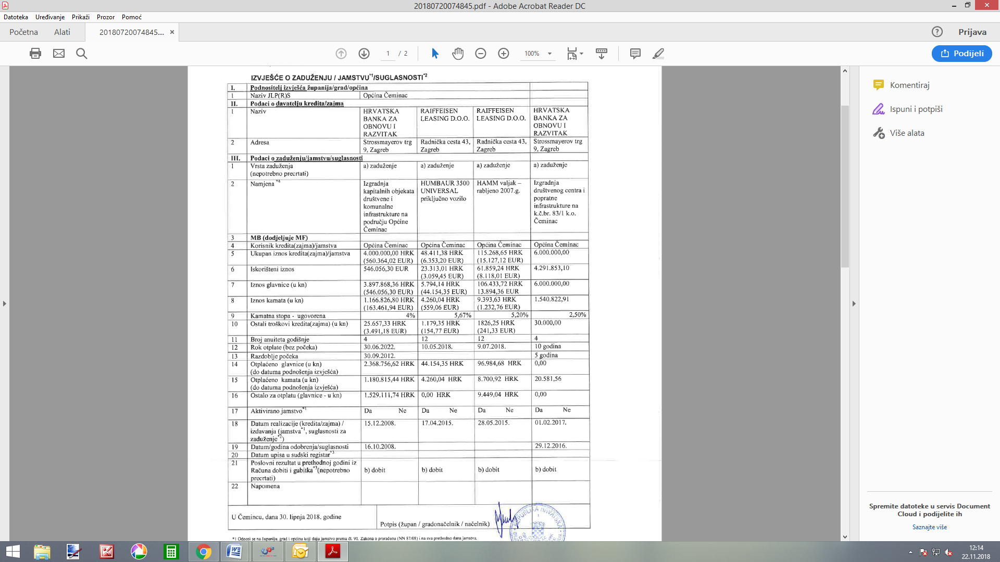 20180720074845.pdf - Adobe Acrobat Reader DC
Datoteka Uređivanje Prikaži Prozor Pomoć
Početna Alati 20180720074845.... × Prijava
1 / 2 100% Podijeli
IZVJEŠĆE O ZADUŽENJU / JAMSTVU*1/SUGLASNOSTI*2
I. Podnositelj izvješća županija/grad/općina
1 Naziv JLP(R)S Općina Čeminac
II. Podaci o davatelju kredita/zajma
1 Naziv HRVATSKA RAIFFEISEN RAIFFEISEN HRVATSKA
BANKA ZA LEASING D.O.O. LEASING D.O.O. BANKA ZA
OBNOVU I OBNOVU I
RAZVITAK RAZVITAK
2 Adresa Strossmayerov trg Radnička cesta 43, Radnička cesta 43, Strossmayerov trg
9, Zagreb Zagreb Zagreb 9, Zagreb
III. Podaci o zaduženju/jamstvu/suglasnosti
1 Vrsta zaduženja a) zaduženje a) zaduženje a) zaduženje a) zaduženje
(nepotrebno precrtati)
2 Namjena *4 Izgradnja HUMBAUR 3500 HAMM valjak – Izgradnja
kapitalnih objekata UNIVERSAL rabljeno 2007.g. društvenog centra i
društvene i priključno vozilo popratne
komunalne infrastrukture na
infrastrukture na k.č.br. 83/1 k.o.
području Općine Čeminac
Čeminac
3 MB (dodjeljuje MF)
4 Korisnik kredita(zajma)/jamstva Općina Čeminac Općina Čeminac Općina Čeminac Općina Čeminac
5 Ukupan iznos kredita(zajma)/jamstva 4.000.000,00 HRK 48.411,38 HRK 115.268,65 HRK 6.000.000,00
(560.364,02 EUR) (6.353,20 EUR) (15.127,12 EUR)
6 Iskorišteni iznos 546.056,30 EUR 23.313,01 HRK 61.859,24 HRK 4.291.853,10
(3.059,45 EUR) (8.118,01 EUR)
7 Iznos glavnice (u kn) 3.897.868,36 HRK 5.794,14 HRK 106.433,72 HRK 6.000.000,00
(546.056,30 EUR) (44.154,35 EUR) 13.894,36 EUR
8 Iznos kamata (u kn) 1.166.826,80 HRK 4.260,04 HRK 9.393,63 HRK 1.540.822,91
(163.461,94 EUR) (559,06 EUR) (1.232,76 EUR)
9 Kamatna stopa - ugovorena 4% 5,67% 5,20% 2,50%
10 Ostali troškovi kredita(zajma) (u kn) 25.657,33 HRK 1.179,35 HRK 1826,25 HRK 30.000,00
(3.491,18 EUR) (154,77 EUR) (241,33 EUR)
11 Broj anuiteta godišnje 4 12 12 4
12 Rok otplate (bez počeka) 30.06.2022. 10.05.2018. 9.07.2018. 10 godina
13 Razdoblje počeka 30.09.2012. 5 godina
14 Otplaćeno glavnice (u kn) 2.368.756,62 HRK 44.154,35 HRK 96.984,68 HRK 0,00
(do datuma podnošenja izvješća)
15 Otplaćeno kamata (u kn) 1.180.815,44 HRK 4.260,04 HRK 8.700,92 HRK 20.581,56
(do datuma podnošenja izvješća)
16 Ostalo za otplatu (glavnice - u kn) 1.529.111,74 HRK 0,00 HRK 9.449,04 HRK 0,00
17 Aktivirano jamstvo*1 Da Ne Da Ne Da Ne Da Ne
18 Datum realizacije (kredita/zajma) / 15.12.2008. 17.04.2015. 28.05.2015. 01.02.2017.
izdavanja (jamstva*1, suglasnosti za
zaduženje*2)
19 Datum/godina odobrenja/suglasnosti 16.10.2008. 29.12.2016.
20 Datum upisa u sudski registar*3
21 Poslovni rezultat u prethodnoj godini iz
Računa dobiti i gubitka*3(nepotrebno b) dobit b) dobit b) dobit b) dobit
precrtati)
22 Napomena
U Čemincu, dana 30. lipnja 2018. godine
Potpis (župan / gradonačelnik / načelnik)
REPUBLIKA HRVATSKA
*1 Odnosi se na županiju, grad i općinu koji daju jamstvo prema čl. 91. Zakona o proračunu (NN 87/08) i na sva prethodno dana jamstva.
Komentiraj
Ispuni i potpiši
Više alata
Spremite datoteke u servis Document
Cloud i podijelite ih
Saznajte više
12:14
22.11.2018